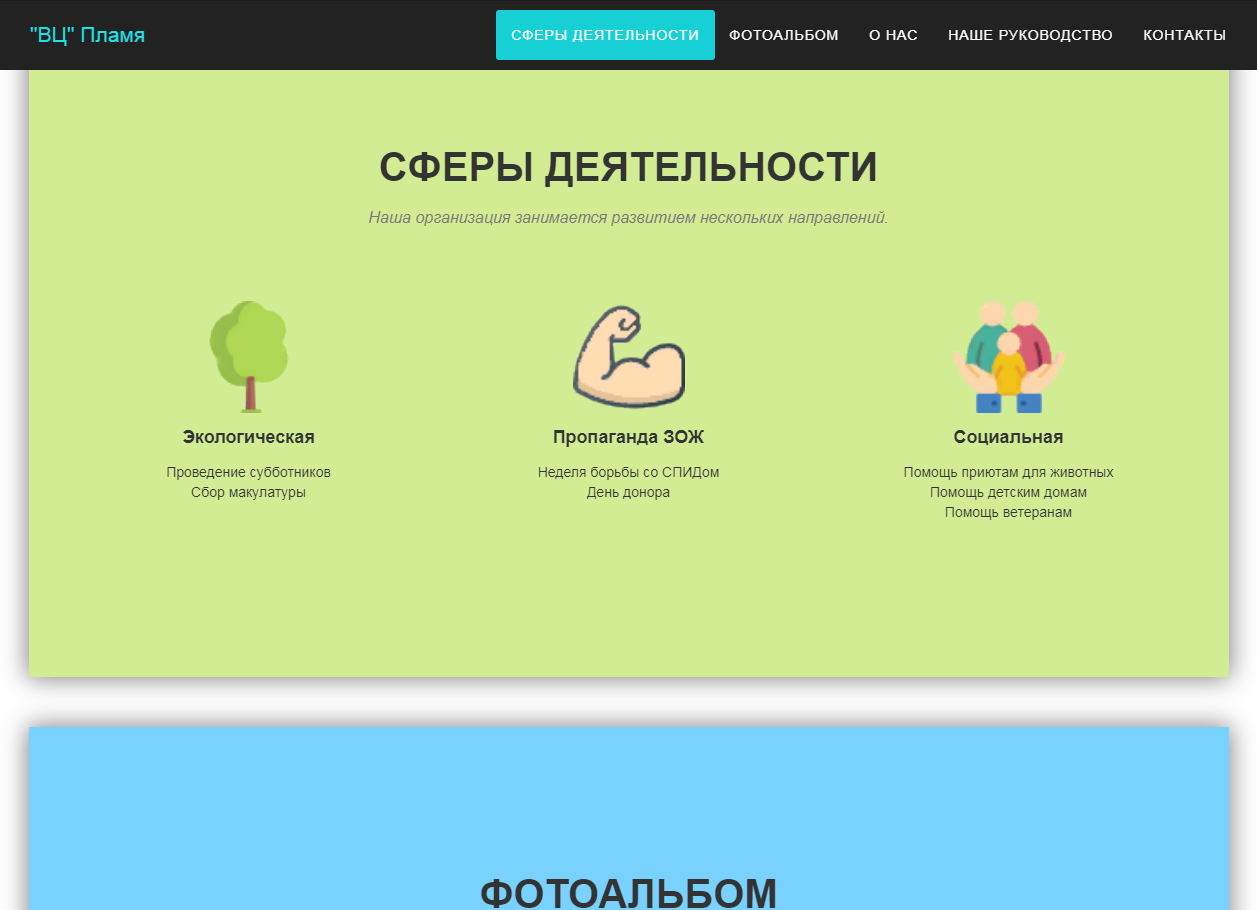 "ВЦ" Пламя
СФЕРЫ ДЕЯТЕЛЬНОСТИ
ФОТОАЛЬБОМ
О НАС
НАШЕ РУКОВОДСТВО
КОНТАКТЫ
СФЕРЫ ДЕЯТЕЛЬНОСТИ
Наша организация занимается развитием нескольких направлений.
Экологическая
Проведение субботников
Сбор макулатуры
Пропаганда ЗОЖ
Неделя борьбы со СПИДом
День донора
Социальная
Помощь приютам для животных
Помощь детским домам
Помощь ветеранам
ФОТОАЛЬБОМ